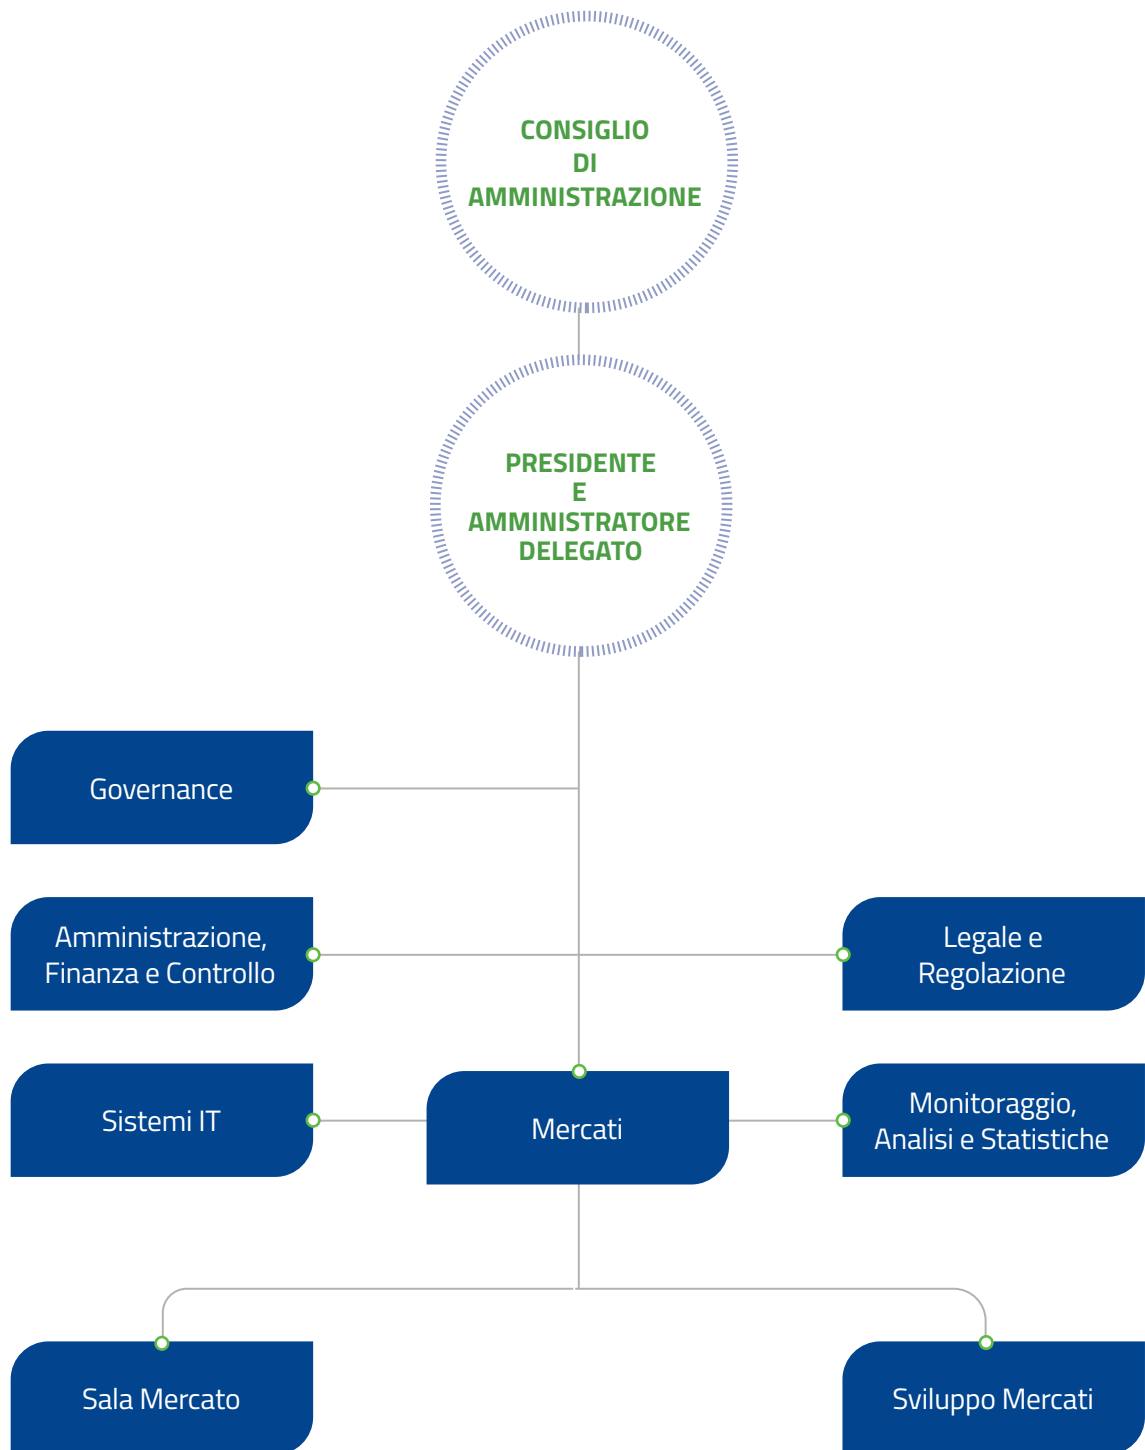 CONSIGLIO
DI
AMMINISTRAZIONE
PRESIDENTE
E
AMMINISTRATORE
DELEGATO
Governance
Amministrazione,
Finanza e Controllo
Legale e
Regolazione
Sistemi IT
Mercati
Monitoraggio,
Analisi e Statistiche
Sala Mercato
Sviluppo Mercati